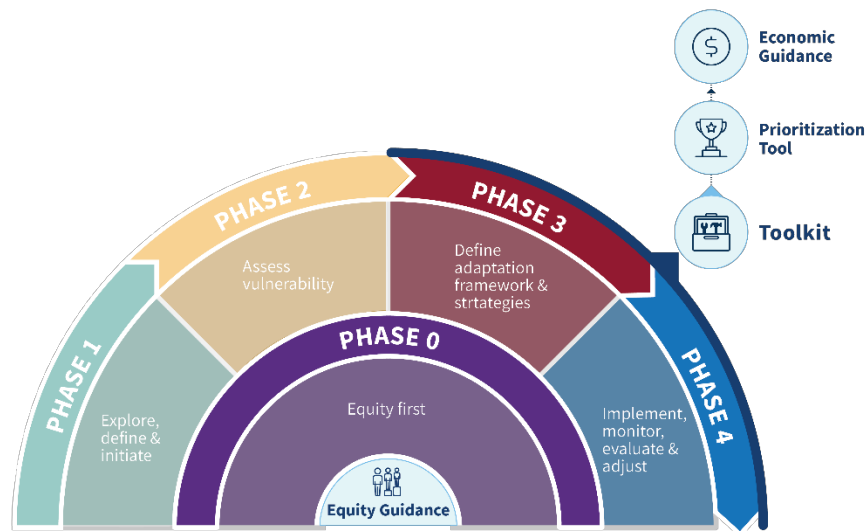 Economic
Guidance
$
Prioritization
Tool
Toolkit
PHASE 1
Explore,
define &
initiate
PHASE 2
Assess
vulnerability
PHASE 3
Define
adaptation
framework &
strtategies
PHASE 4
Implement,
monitor,
evaluate &
adjust
PHASE 0
Equity first
Equity Guidance